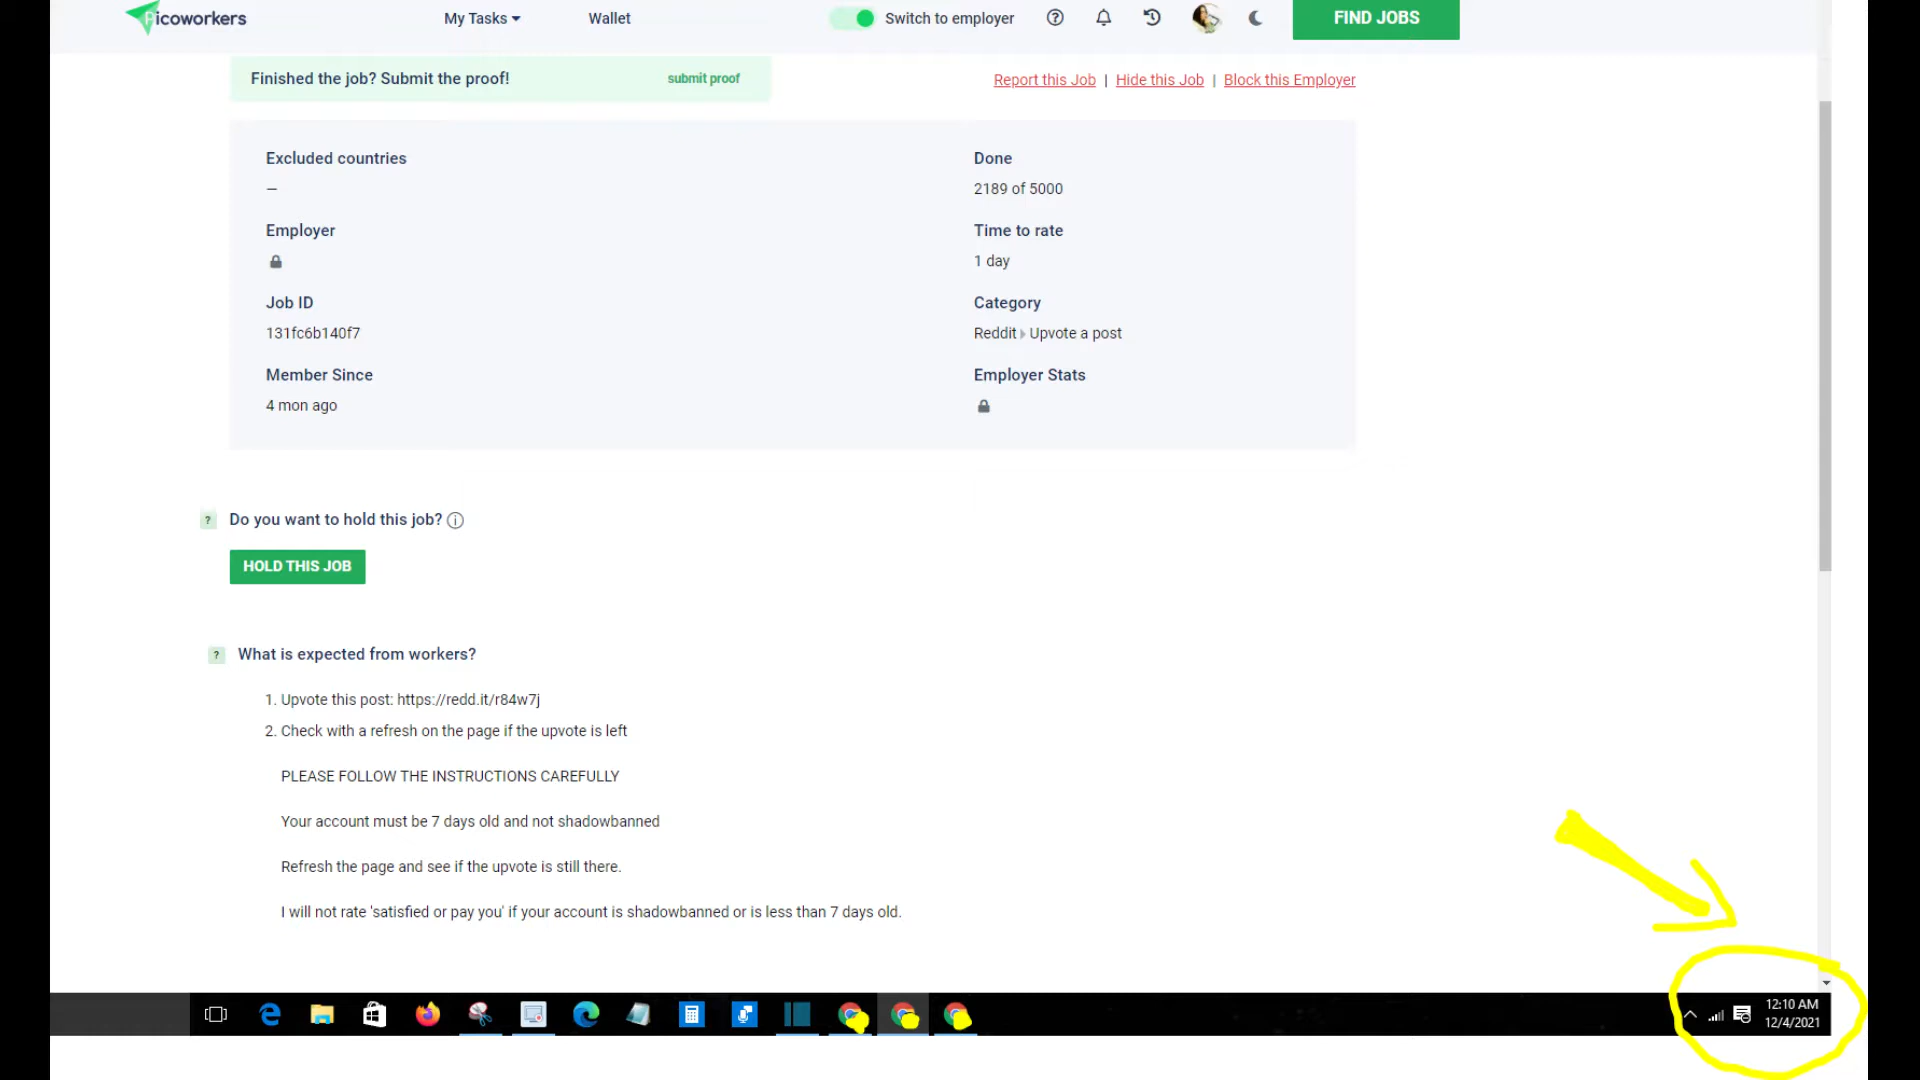 Picoworkers
My Tasks
Wallet
Switch to employer
FIND JOBS
Finished the job? Submit the proof!
submit proof
Report this Job | Hide this Job | Block this Employer
Excluded countries
—
Done
2189 of 5000
Employer
Time to rate
1 day
Job ID
131fc6b140f7
Category
Reddit Upvote a post
Member Since
4 mon ago
Employer Stats
? Do you want to hold this job?
HOLD THIS JOB
? What is expected from workers?
1. Upvote this post: https://redd.it/r84w7j
2. Check with a refresh on the page if the upvote is left
PLEASE FOLLOW THE INSTRUCTIONS CAREFULLY
Your account must be 7 days old and not shadowbanned
Refresh the page and see if the upvote is still there.
I will not rate 'satisfied or pay you' if your account is shadowbanned or is less than 7 days old.
12:10 AM
12/4/2021